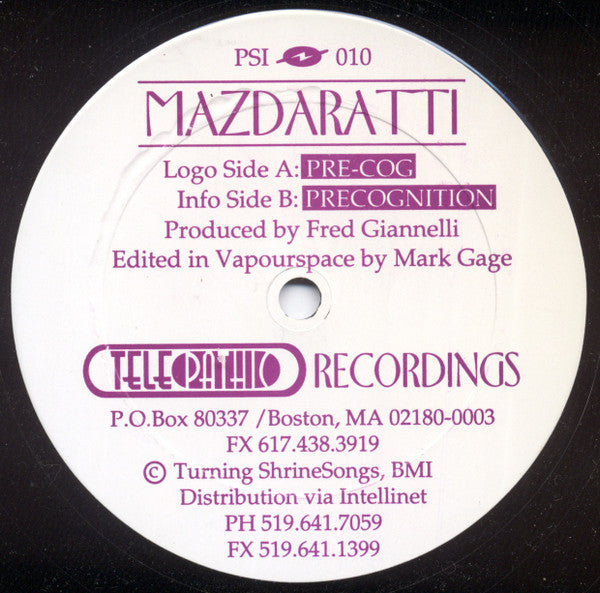 PSI 010
MAZDARATTI
Logo Side A: PRE-COG
Info Side B: PRECOGNITION
Produced by Fred Giannelli
Edited in Vapourspace by Mark Gage
TELEPATHIC RECORDINGS
P.O.Box 80337 /Boston, MA 02180-0003
FX 617.438.3919
© Turning ShrineSongs, BMI
Distribution via Intellinet
PH 519.641.7059
FX 519.641.1399